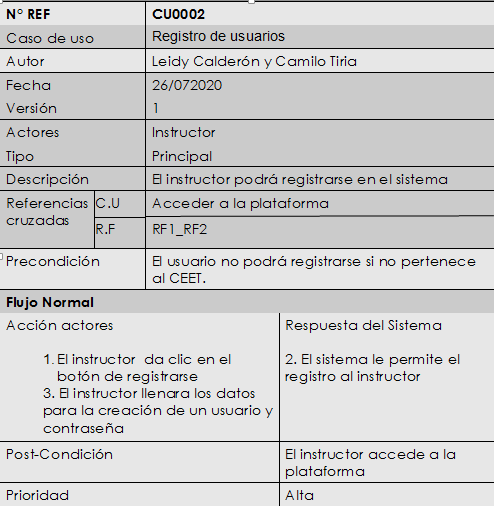 N° REF CU0002
Caso de uso Registro de usuarios
Autor Leidy Calderón y Camilo Tiria
Fecha 26/072020
Versión 1
Actores Instructor
Tipo Principal
Descripción El instructor podrá registrarse en el sistema
Referencias cruzadas C.U Acceder a la plataforma
R.F RF1_RF2
Precondición El usuario no podrá registrarse si no pertenece
al CEET.
Flujo Normal
Acción actores Respuesta del Sistema
1. El instructor da clic en el
botón de registrarse
3. El instructor llenara los datos
para la creación de un usuario y
contraseña
2. El sistema le permite el
registro al instructor
Post-Condición El instructor accede a la
plataforma
Prioridad Alta